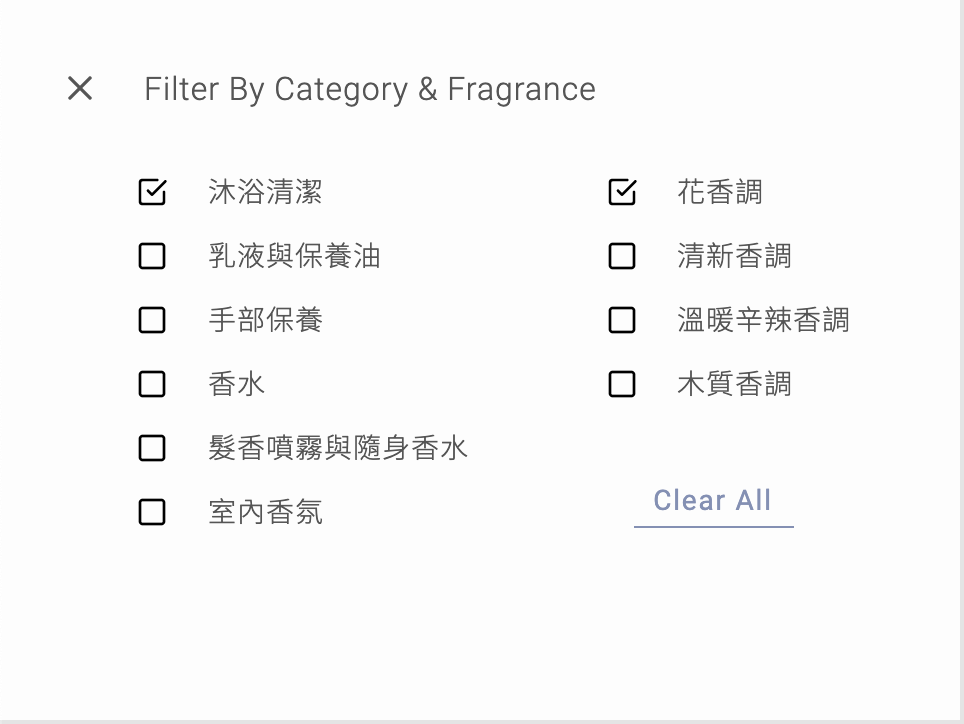 Filter By Category & Fragrance
沐浴清潔
乳液與保養油
手部保養
香水
髮香噴霧與隨身香水
室內香氛
花香調
清新香調
溫暖辛辣香調
木質香調
Clear All